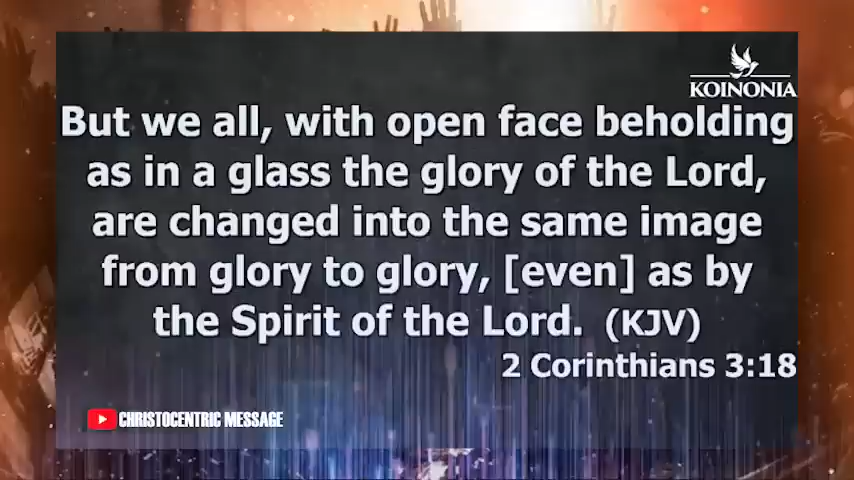 KOINONIA
But we all, with open face beholding
as in a glass the glory of the Lord,
are changed into the same image
from glory to glory, [even] as by
the Spirit of the Lord. (KJV)
2 Corinthians 3:18
CHRISTOCENTRIC MESSAGE